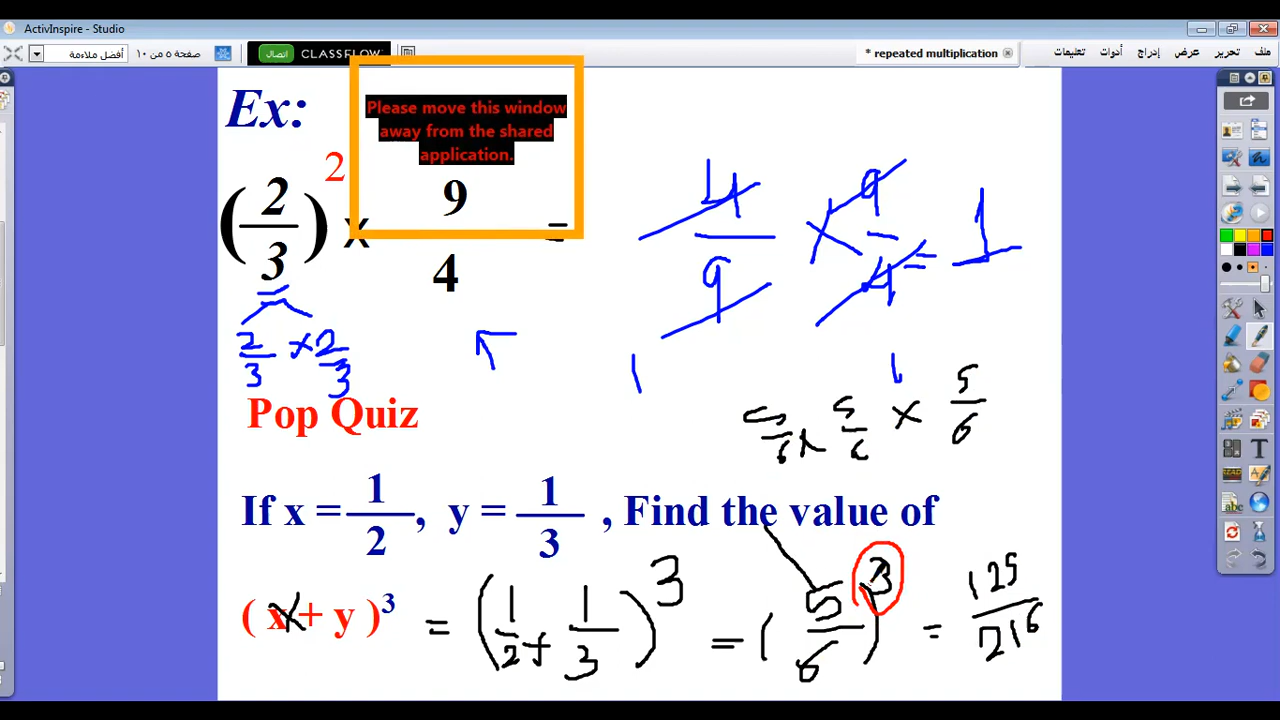 ActivInspire - Studio
أفضل ملاءمة
صفحة ٥ من ١٠
اتصال CLASSFLOW
* repeated multiplication
تعليمات أدوات عرض إدراج تحرير ملف
Ex:
Please move this window
away from the shared
application.
(2/3)2 x 9/4 =
4/9 x 9/4 = 1
2/3 x 2/3
1 1
5/6 x 5/6 x 5/6
Pop Quiz
If x = 1/2, y = 1/3 , Find the value of
( x + y )3 = (1/2 + 1/3)3 = (5/6)3 = 125/216